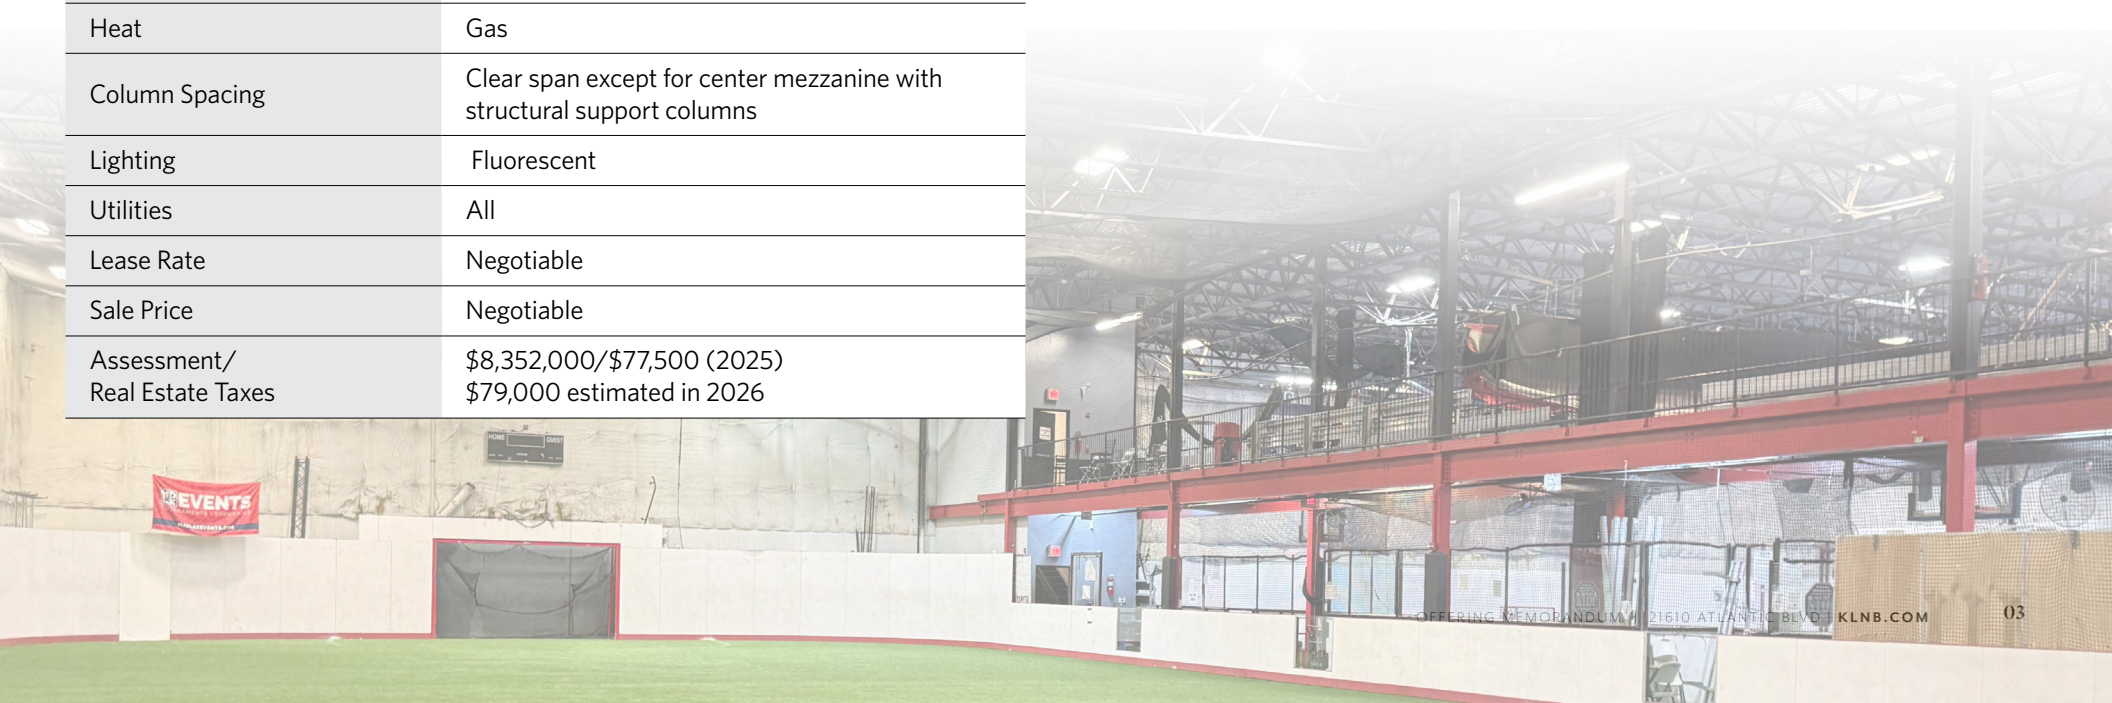 Heat
Gas
Column Spacing
Clear span except for center mezzanine with
structural support columns
Lighting
Fluorescent
Utilities
All
Lease Rate
Negotiable
Sale Price
Negotiable
Assessment/
Real Estate Taxes
$8,352,000/$77,500 (2025)
$79,000 estimated in 2026
HOME GUEST
EVENTS
OFFERING MEMORANDUM | 21610 ATLANTIC BLVD | KLNB.COM 03